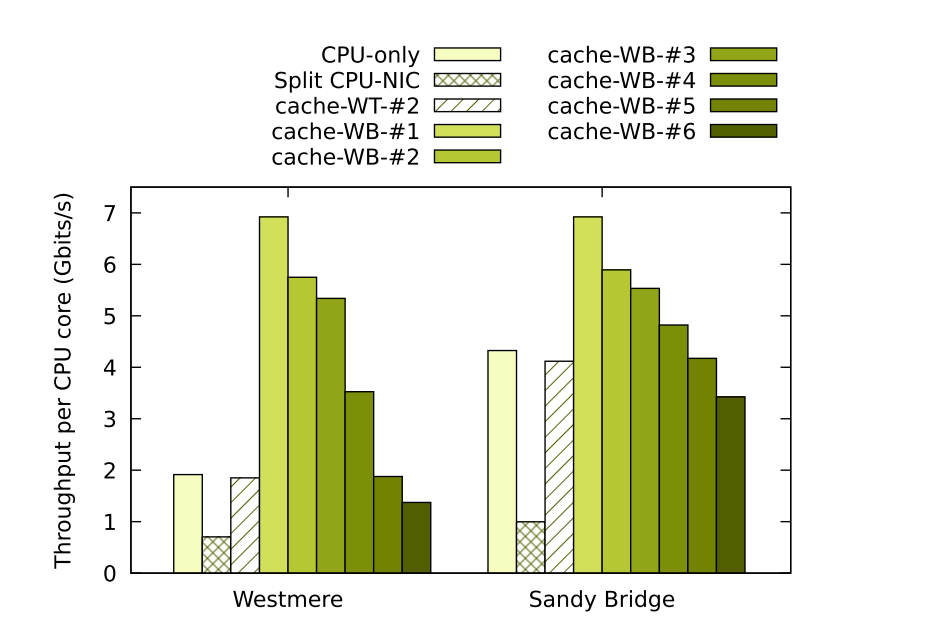 CPU-only
Split CPU-NIC
cache-WT-#2
cache-WB-#1
cache-WB-#2
cache-WB-#3
cache-WB-#4
cache-WB-#5
cache-WB-#6
Throughput per CPU core (Gbits/s)
7
6
5
4
3
2
1
0
Westmere
Sandy Bridge